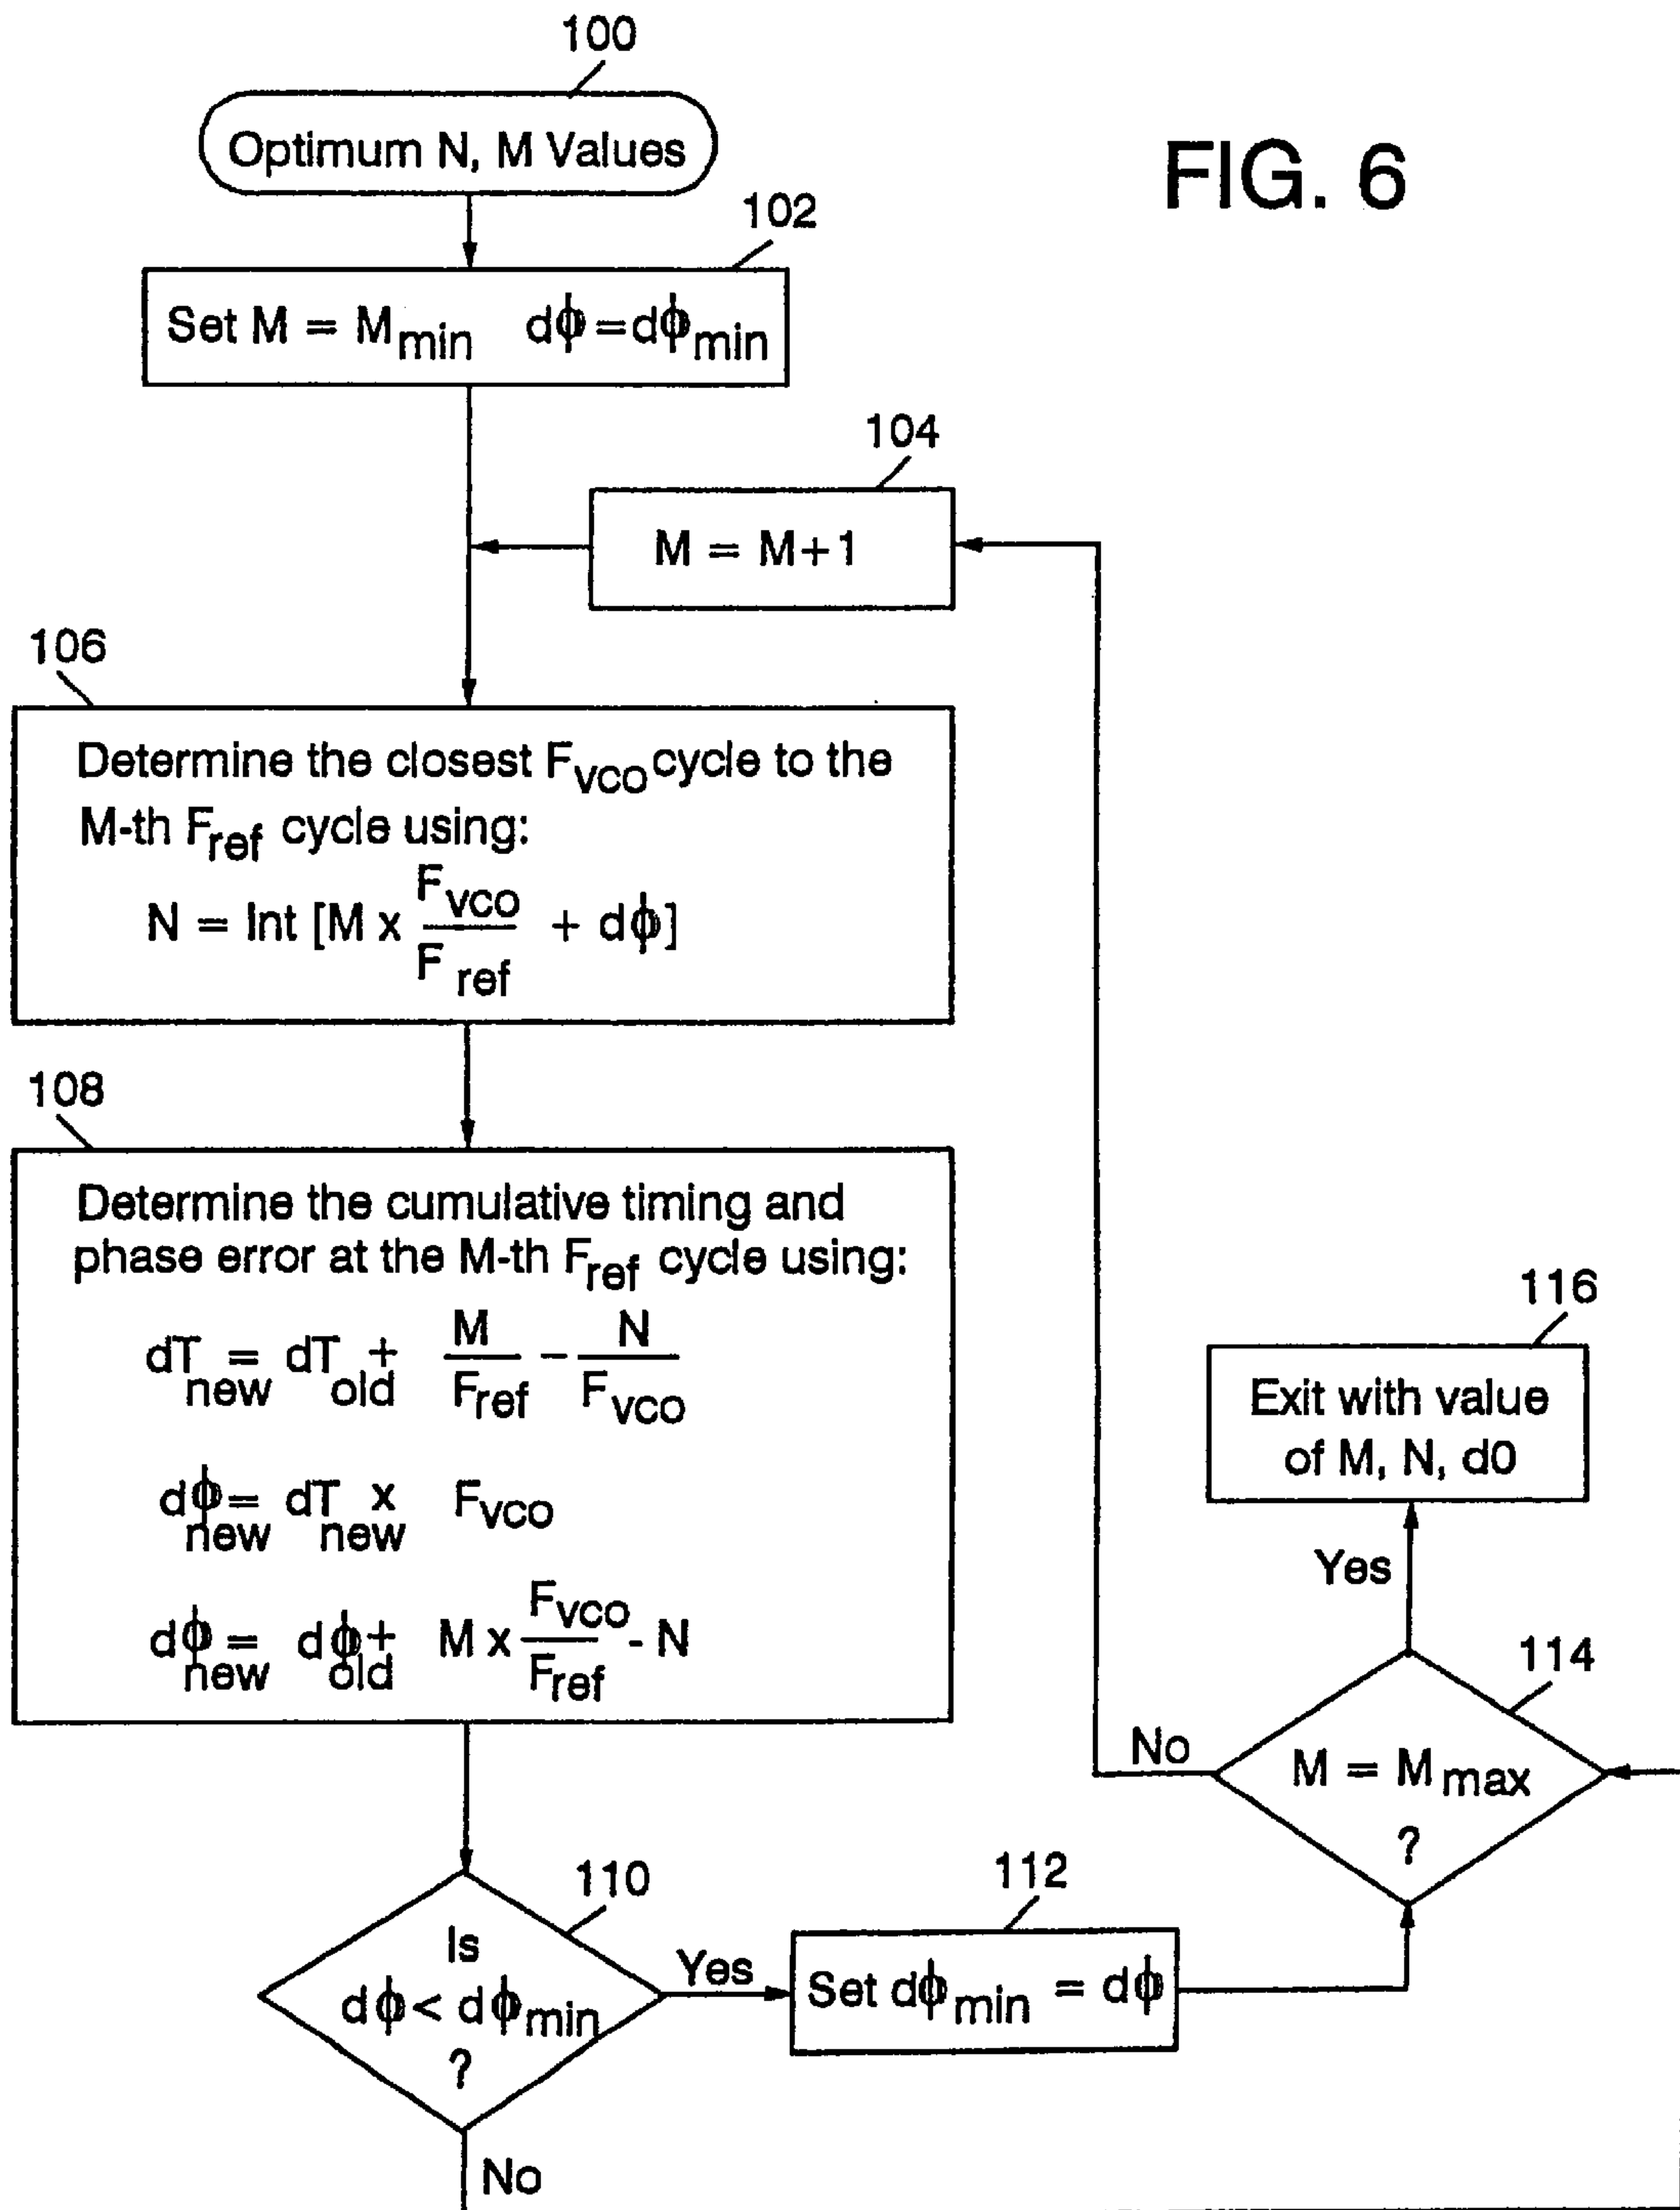 100
Optimum N, M Values
FIG. 6
102
Set M = Mmin dϕ=dϕmin
104
M = M+1
106
Determine the closest Fvco cycle to the
M-th Fref cycle using:
N = Int [M x Fvco/Fref + dϕ]
108
Determine the cumulative timing and
phase error at the M-th Fref cycle using:
dTnew = dTold + M/Fref - N/Fvco
dϕnew = dTnew x Fvco
dϕnew = dϕold + M x Fvco/Fref - N
110
Is
dϕ< dϕmin
?
Yes
No
112
Set dϕmin = dϕ
114
M = Mmax
?
No
Yes
116
Exit with value
of M, N, d0